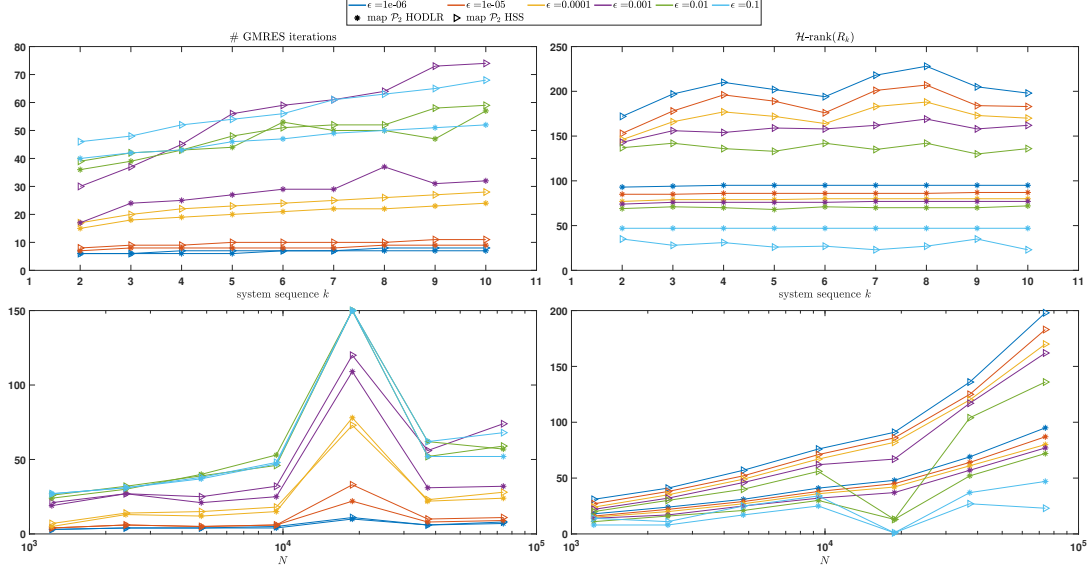 ϵ =1e-06 ϵ =1e-05 ϵ =0.0001 ϵ =0.001 ϵ =0.01 ϵ =0.1
map 𝒫₂ HODLR map 𝒫₂ HSS
# GMRES iterations
80
70
60
50
40
30
20
10
0
1 2 3 4 5 6 7 8 9 10 11
system sequence k
ℋ-rank(Rₖ)
250
200
150
100
50
0
1 2 3 4 5 6 7 8 9 10 11
system sequence k
150
100
50
0
10³ 10⁴ 10⁵
N
200
150
100
50
0
10³ 10⁴ 10⁵
N